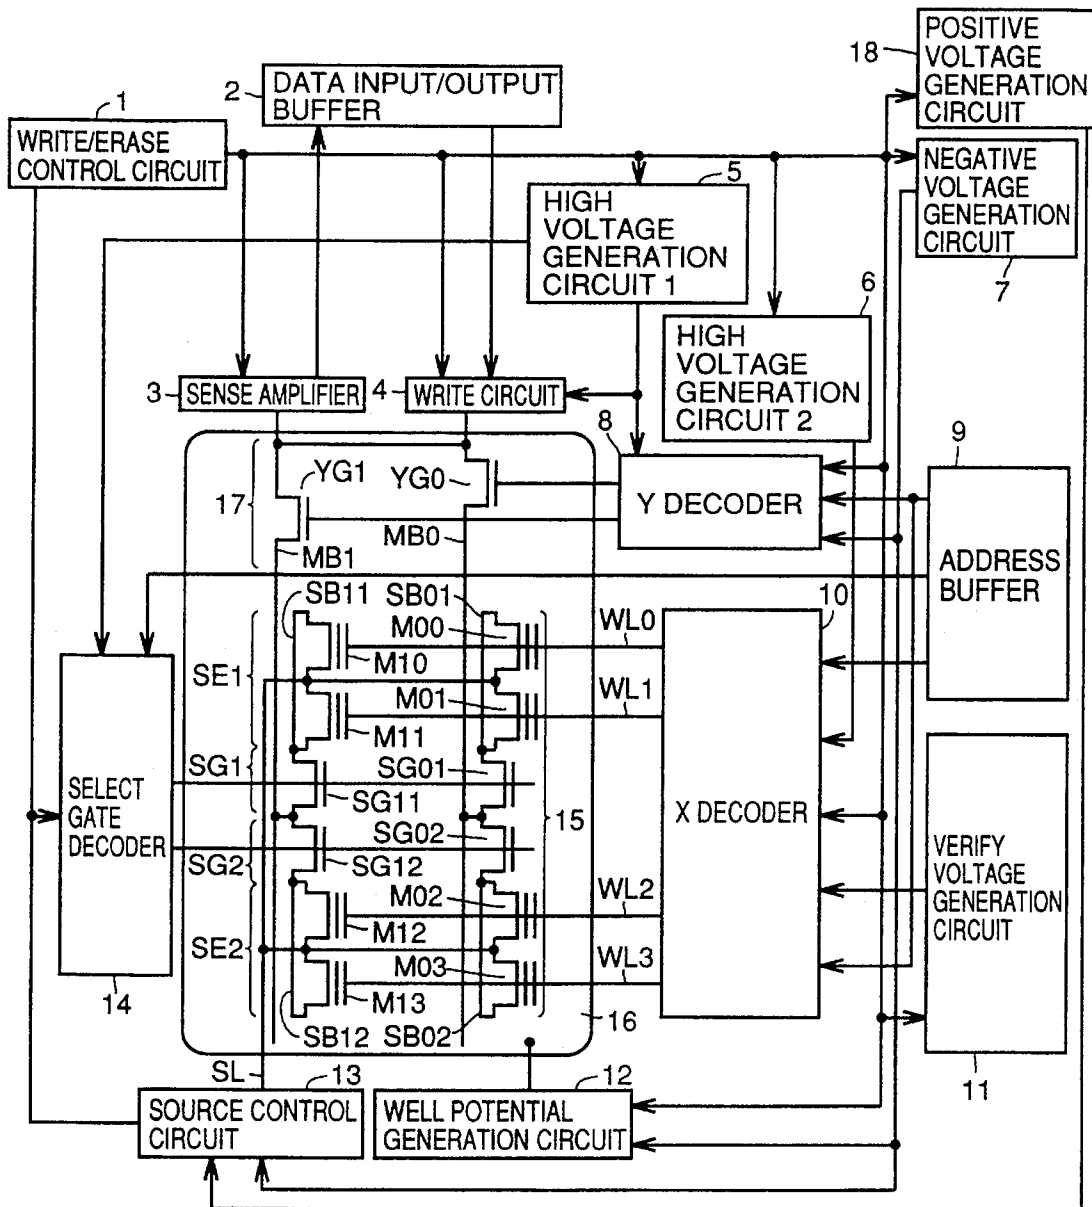 18
POSITIVE
VOLTAGE
GENERATION
CIRCUIT
1
WRITE/ERASE
CONTROL CIRCUIT
2
DATA INPUT/OUTPUT
BUFFER
5
HIGH
VOLTAGE
GENERATION
CIRCUIT 1
NEGATIVE
VOLTAGE
GENERATION
CIRCUIT
7
6
HIGH
VOLTAGE
GENERATION
CIRCUIT 2
3
SENSE AMPLIFIER
4
WRITE CIRCUIT
8
Y DECODER
9
ADDRESS
BUFFER
17
YG1
YG0
MB1
MB0
SB11
SB01
M00
WL0
M10
SE1
M01
WL1
M11
SG1
SG01
SG11
15
SG02
SG2
SG12
M02
WL2
M12
SE2
M03
WL3
M13
SB12
SB02
16
10
X DECODER
SELECT
GATE
DECODER
14
VERIFY
VOLTAGE
GENERATION
CIRCUIT
11
SL
13
SOURCE CONTROL
CIRCUIT
12
WELL POTENTIAL
GENERATION CIRCUIT